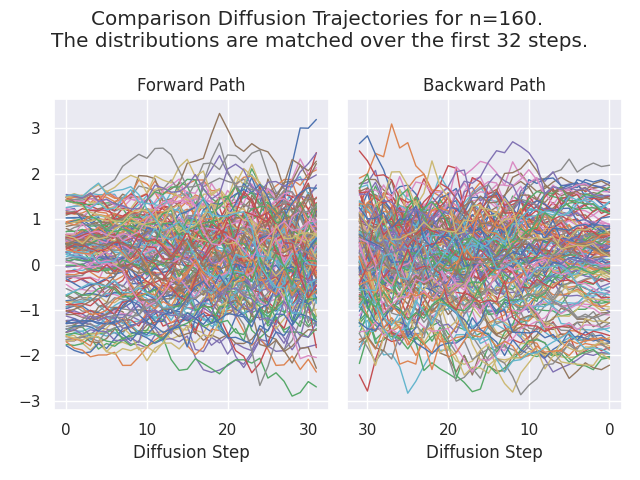 Comparison Diffusion Trajectories for n=160.
The distributions are matched over the first 32 steps.
Forward Path
Backward Path
3
2
1
0
−1
−2
−3
0 10 20 30
30 20 10 0
Diffusion Step
Diffusion Step